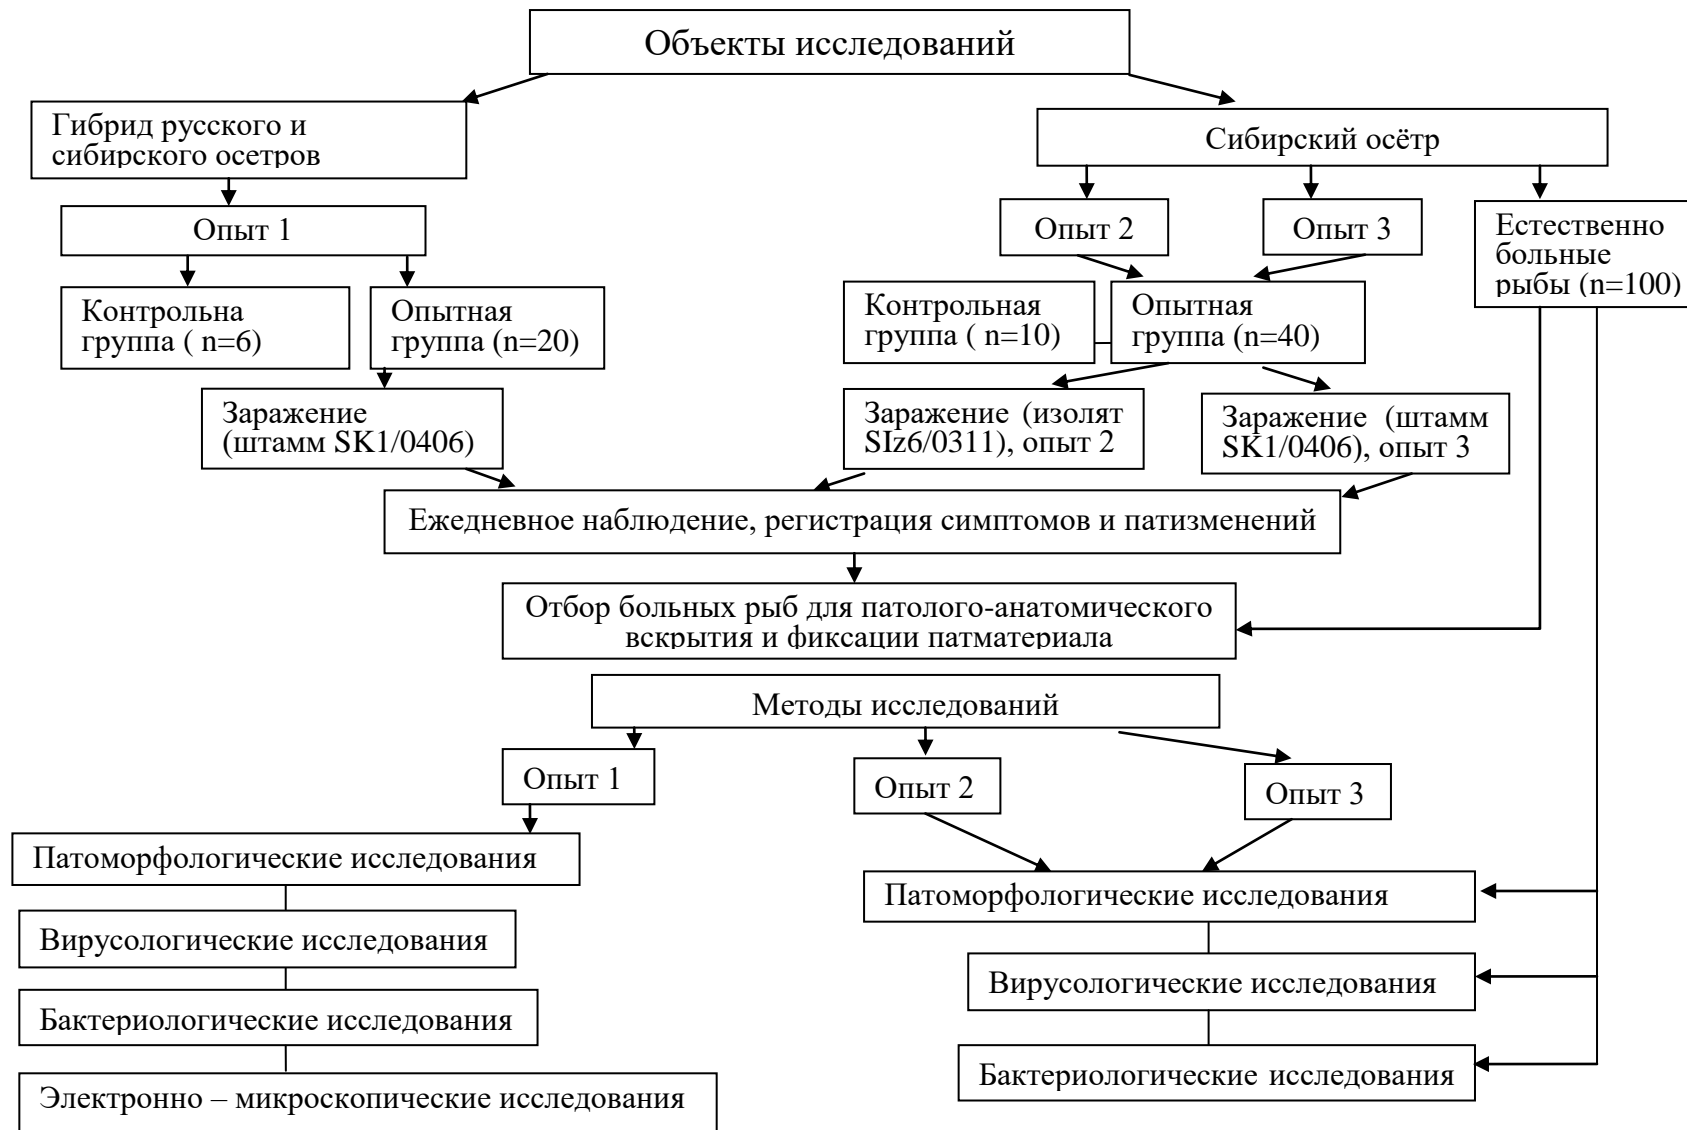 Объекты исследований
Гибрид русского и
сибирского осетров
Сибирский осётр
Опыт 1
Опыт 2
Опыт 3
Естественно
больные
рыбы (n=100)
Контрольна
группа ( n=6)
Опытная
группа (n=20)
Контрольная
группа ( n=10)
Опытная
группа (n=40)
Заражение
(штамм SK1/0406)
Заражение (изолят
SIz6/0311), опыт 2
Заражение (штамм
SK1/0406), опыт 3
Ежедневное наблюдение, регистрация симптомов и патизменений
Отбор больных рыб для патолого-анатомического
вскрытия и фиксации патматериала
Методы исследований
Опыт 1
Опыт 2
Опыт 3
Патоморфологические исследования
Вирусологические исследования
Бактериологические исследования
Электронно – микроскопические исследования
Патоморфологические исследования
Вирусологические исследования
Бактериологические исследования